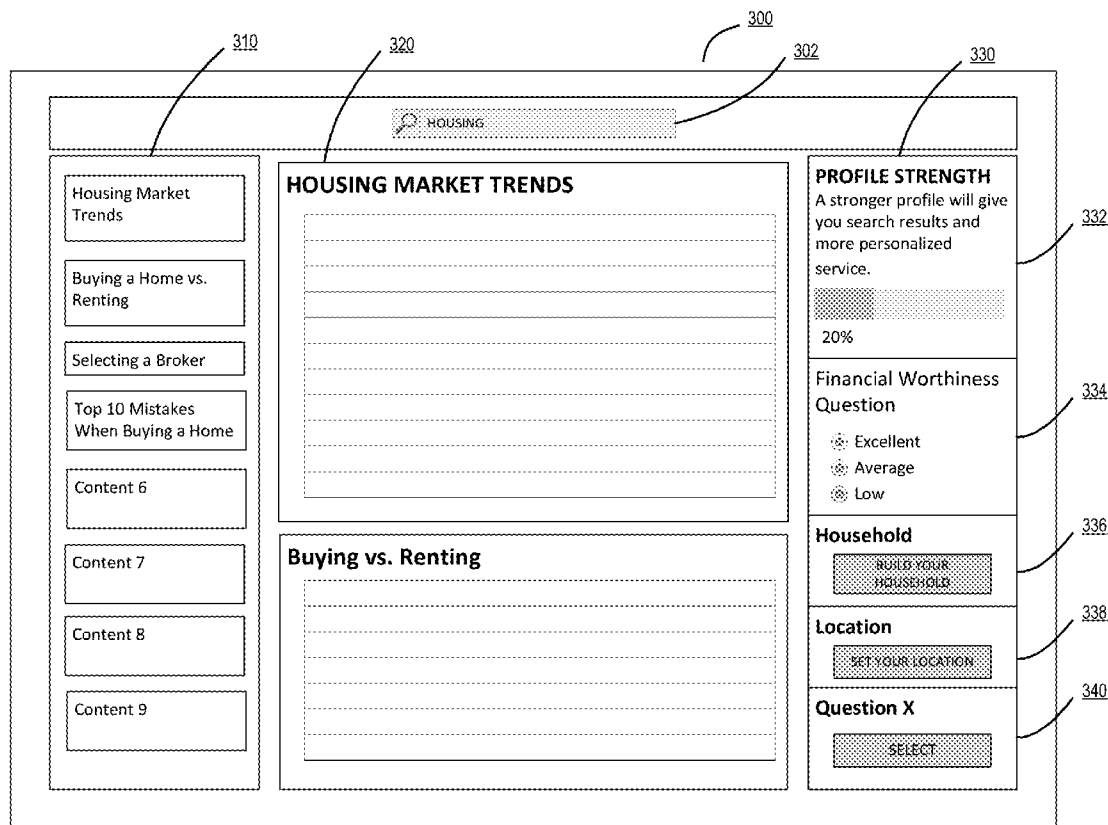 300
310
320
302
330
HOUSING
Housing Market
Trends
Buying a Home vs.
Renting
Selecting a Broker
Top 10 Mistakes
When Buying a Home
Content 6
Content 7
Content 8
Content 9
HOUSING MARKET TRENDS
Buying vs. Renting
PROFILE STRENGTH
A stronger profile will give
you search results and
more personalized
service.
20%
332
Financial Worthiness
Question
Excellent
Average
Low
334
Household
BUILD YOUR
HOUSEHOLD
336
Location
SET YOUR LOCATION
338
Question X
SELECT
340